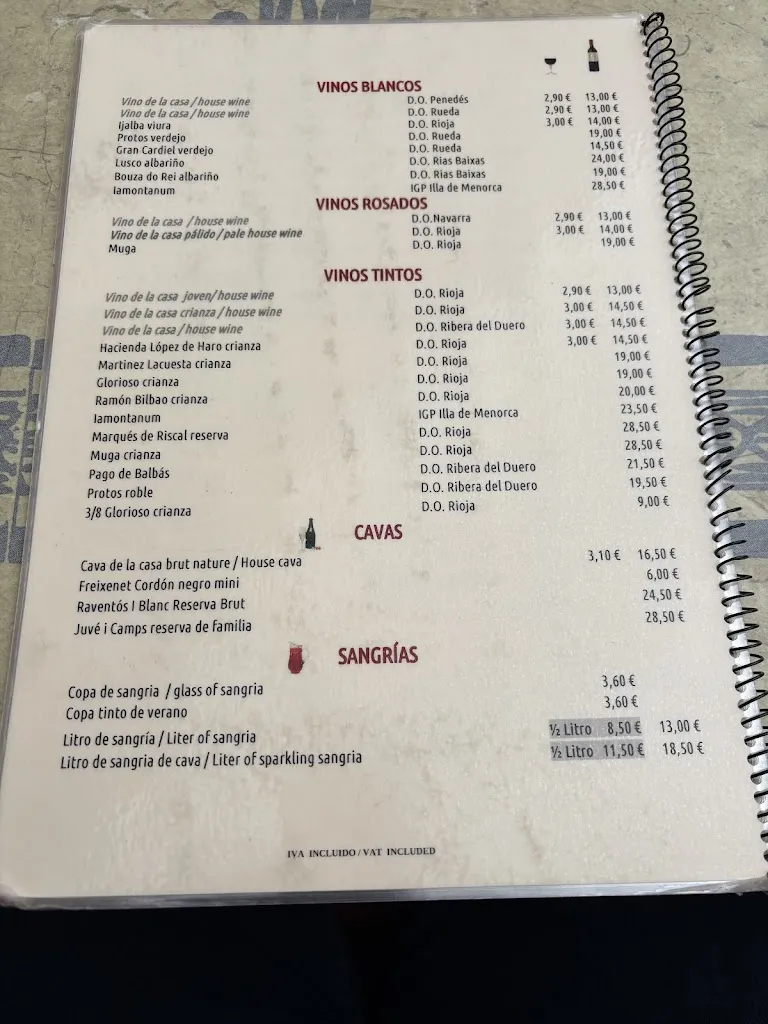 VINOS BLANCOS
Vino de la casa / house wine D.O. Penedés 2,90 € 13,00 €
Vino de la casa / house wine D.O. Rueda 2,90 € 13,00 €
Ijalba viura D.O. Rioja 3,00 € 14,00 €
Protos verdejo D.O. Rueda 19,00 €
Gran Cardiel verdejo D.O. Rueda 14,50 €
Lusco albariño D.O. Rias Baixas 24,00 €
Bouza do Rei albariño D.O. Rias Baixas 19,00 €
Iamontanum IGP Illa de Menorca 28,50 €
VINOS ROSADOS
Vino de la casa / house wine D.O.Navarra 2,90 € 13,00 €
Vino de la casa pálido / pale house wine D.O. Rioja 3,00 € 14,00 €
Muga D.O. Rioja 19,00 €
VINOS TINTOS
Vino de la casa joven/ house wine D.O. Rioja 2,90 € 13,00 €
Vino de la casa crianza / house wine D.O. Rioja 3,00 € 14,50 €
Vino de la casa / house wine D.O. Ribera del Duero 3,00 € 14,50 €
Hacienda López de Haro crianza D.O. Rioja 3,00 € 14,50 €
Martinez Lacuesta crianza D.O. Rioja 19,00 €
Glorioso crianza D.O. Rioja 19,00 €
Ramón Bilbao crianza D.O. Rioja 20,00 €
Iamontanum IGP Illa de Menorca 23,50 €
Marqués de Riscal reserva D.O. Rioja 28,50 €
Muga crianza D.O. Rioja 28,50 €
Pago de Balbás D.O. Ribera del Duero 21,50 €
Protos roble D.O. Ribera del Duero 19,50 €
3/8 Glorioso crianza D.O. Rioja 9,00 €
CAVAS
Cava de la casa brut nature / House cava 3,10 € 16,50 €
Freixenet Cordón negro mini 6,00 €
Raventós I Blanc Reserva Brut 24,50 €
Juvé i Camps reserva de familia 28,50 €
SANGRÍAS
Copa de sangria / glass of sangria 3,60 €
Copa tinto de verano 3,60 €
Litro de sangría / Liter of sangria ½ Litro 8,50 € 13,00 €
Litro de sangria de cava / Liter of sparkling sangria ½ Litro 11,50 € 18,50 €
IVA INCLUIDO / VAT INCLUDED